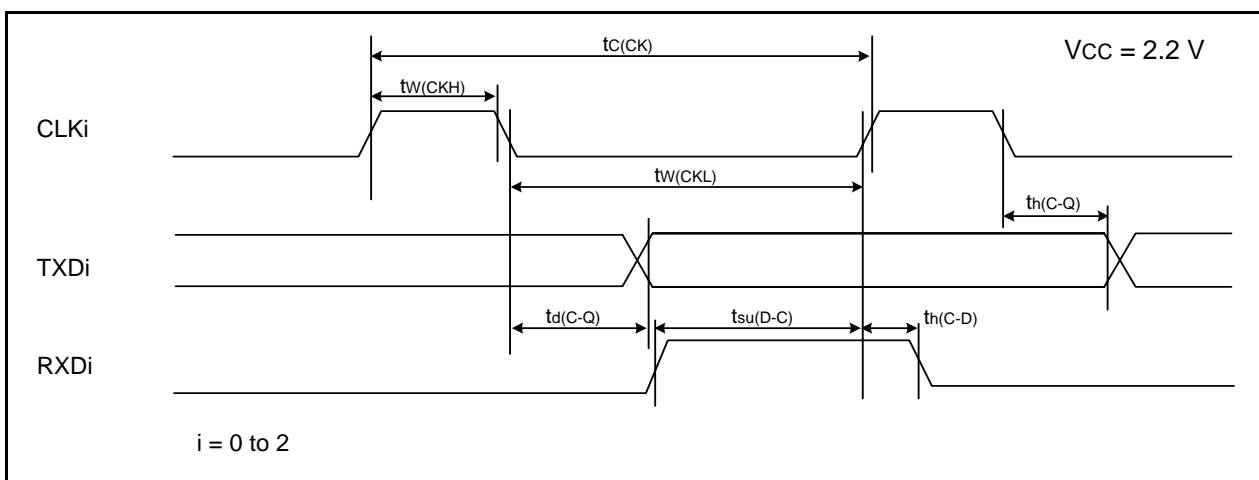 tC(CK)
VCC = 2.2 V
tW(CKH)
CLKi
tW(CKL)
th(C-Q)
TXDi
td(C-Q)
tsu(D-C)
th(C-D)
RXDi
i = 0 to 2